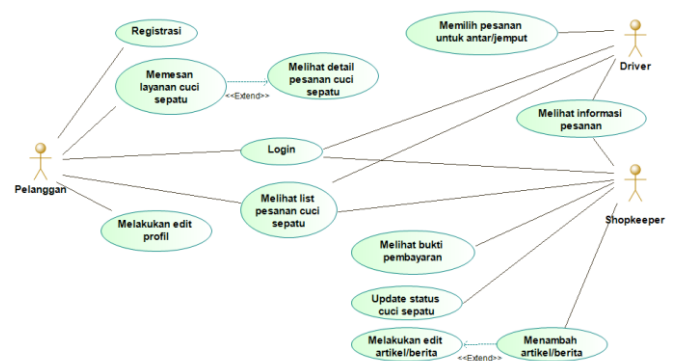 Registrasi
Memilih pesanan
untuk antar/jemput
Driver
Memesan
layanan cuci
sepatu
<<Extend>>
Melihat detail
pesanan cuci
sepatu
Melihat informasi
pesanan
Login
Pelanggan
Melihat list
pesanan cuci
sepatu
Shopkeeper
Melakukan edit
profil
Melihat bukti
pembayaran
Update status
cuci sepatu
Melakukan edit
artikel/berita
<<Extend>>
Menambah
artikel/berita